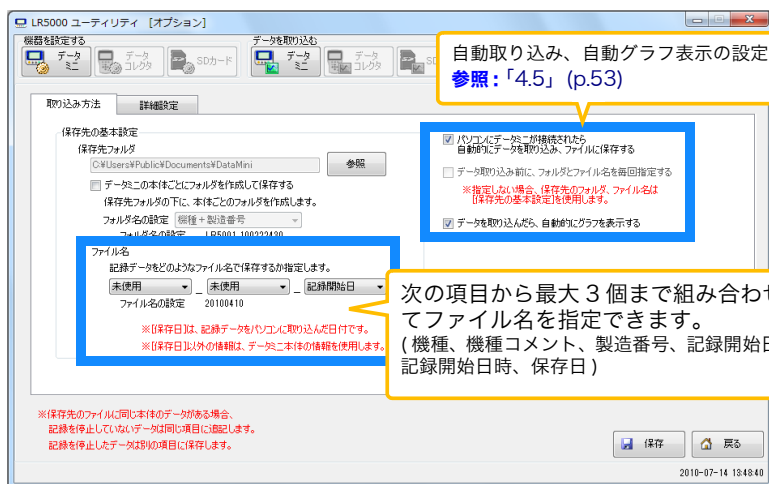 LR5000 ユーティリティ [オプション]
機器を設定する
データを取り込む
データミニ
データコレクタ
SDカード
データミニ
データコレクタ
自動取り込み、自動グラフ表示の設定
参照:「4.5」 (p.53)
取り込み方法
詳細設定
保存先の基本設定
保存先フォルダ
C:¥Users¥Public¥Documents¥DataMini
参照
データミニの本体ごとにフォルダを作成して保存する
保存先フォルダの下に、本体ごとのフォルダを作成します。
フォルダ名の設定 機種+製造番号
フォルダ名の設定 LR5001_100222430
パソコンにデータミニが接続されたら
自動的にデータを取込み、ファイルに保存する
データ取り込み前に、フォルダとファイル名を毎回指定する
※指定しない場合、保存先のフォルダ、ファイル名は
[保存先の基本設定]を使用します。
データを取り込んだら、自動的にグラフを表示する
ファイル名
記録データをどのようなファイル名で保存するか指定します。
未使用 _ 未使用 _ 記録開始日
ファイル名の設定 20100410
※[保存日]は、記録データをパソコンに取り込んだ日付です。
※[保存日]以外の情報は、データミニ本体の情報を使用します。
次の項目から最大 3 個まで組み合わせ
てファイル名を指定できます。
(機種、機種コメント、製造番号、記録開始日
記録開始日時、保存日)
※保存先のファイルに同じ本体のデータがある場合、
記録を停止していないデータは同じ項目に追記します。
記録を停止したデータは別の項目に保存します。
保存
戻る
2010-07-14 13:48:40